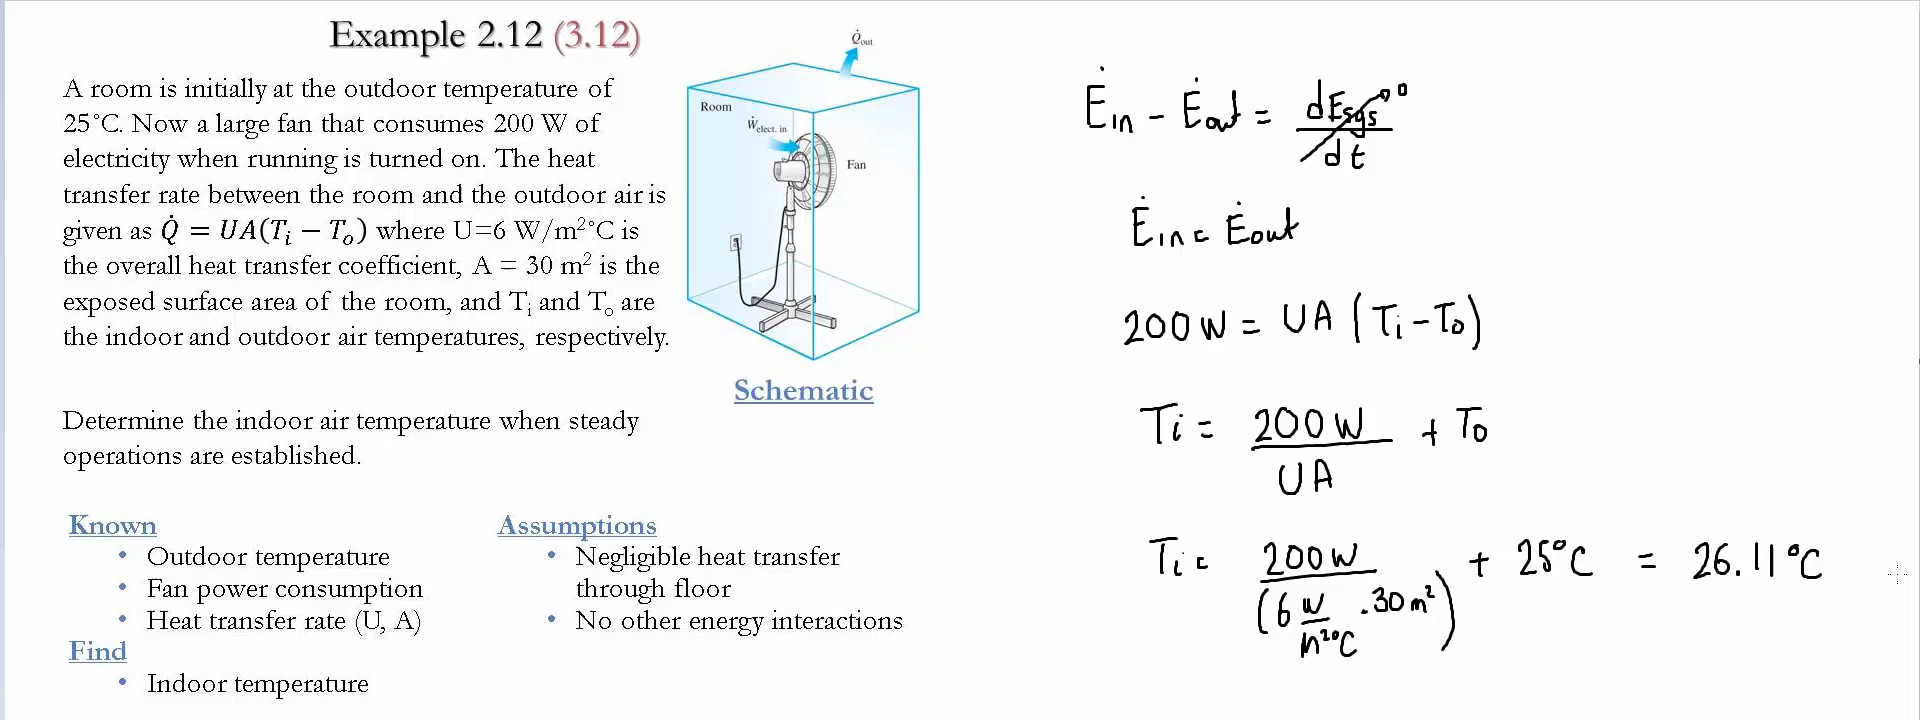 Example 2.12 (3.12)
A room is initially at the outdoor temperature of
25°C. Now a large fan that consumes 200 W of
electricity when running is turned on. The heat
transfer rate between the room and the outdoor air is
given as Q̇ = UA(Tᵢ − Tₒ) where U=6 W/m²°C is
the overall heat transfer coefficient, A = 30 m² is the
exposed surface area of the room, and Tᵢ and Tₒ are
the indoor and outdoor air temperatures, respectively.
Determine the indoor air temperature when steady
operations are established.
Known
• Outdoor temperature
• Fan power consumption
• Heat transfer rate (U, A)
Find
• Indoor temperature
Assumptions
• Negligible heat transfer
through floor
• No other energy interactions
Q̇out
Room
Ẇelect. in
Fan
Schematic
Ėin - Ėout = dEsys/dt 0
Ėin = Ėout
200W = UA (Ti - To)
Ti = 200W/UA + To
Ti = 200W/(6 W/m²°C . 30m²) + 25°C = 26.11°C